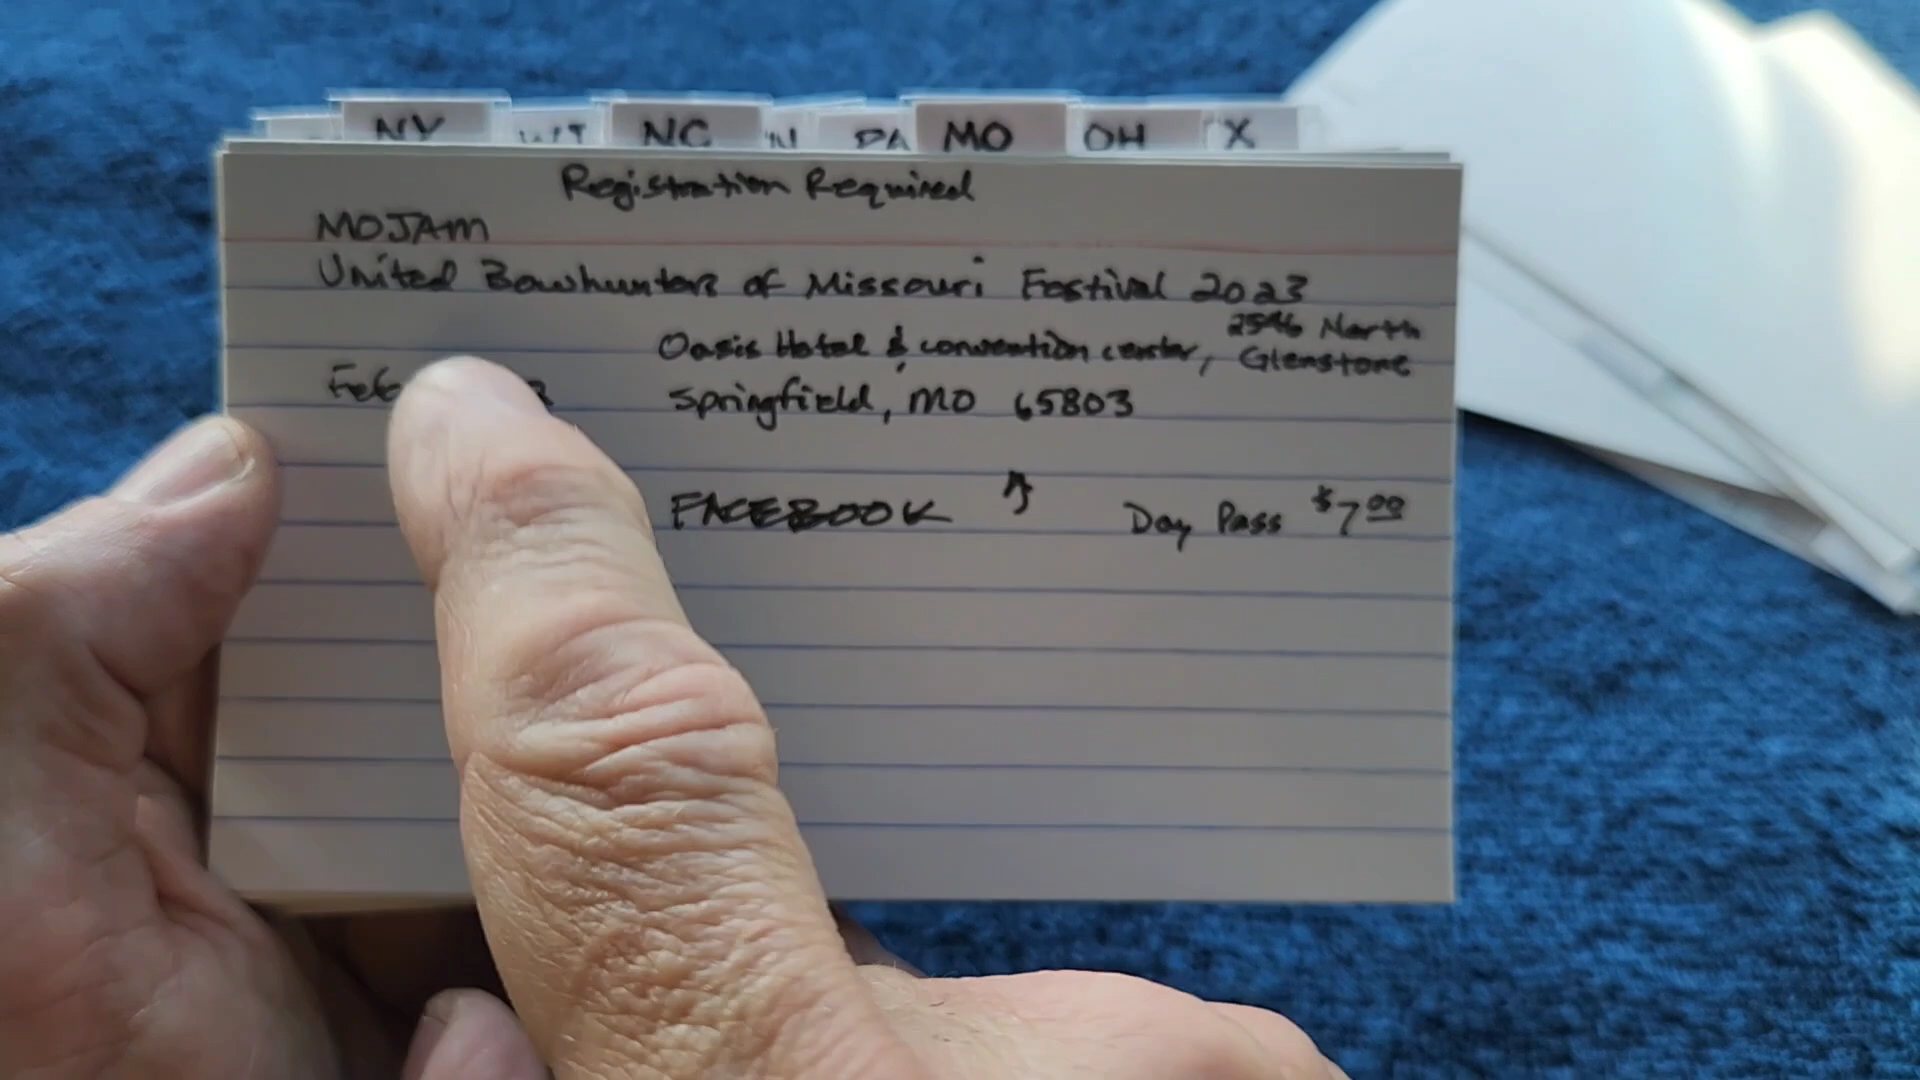 NY NC PA MO OH X
Registration Required
MOJAM
United Bowhunters of Missouri Festival 2023
2546 North
Oasis Hotel & convention center, Glenstone
Springfield, MO 65803
FACEBOOK Day Pass $7.00